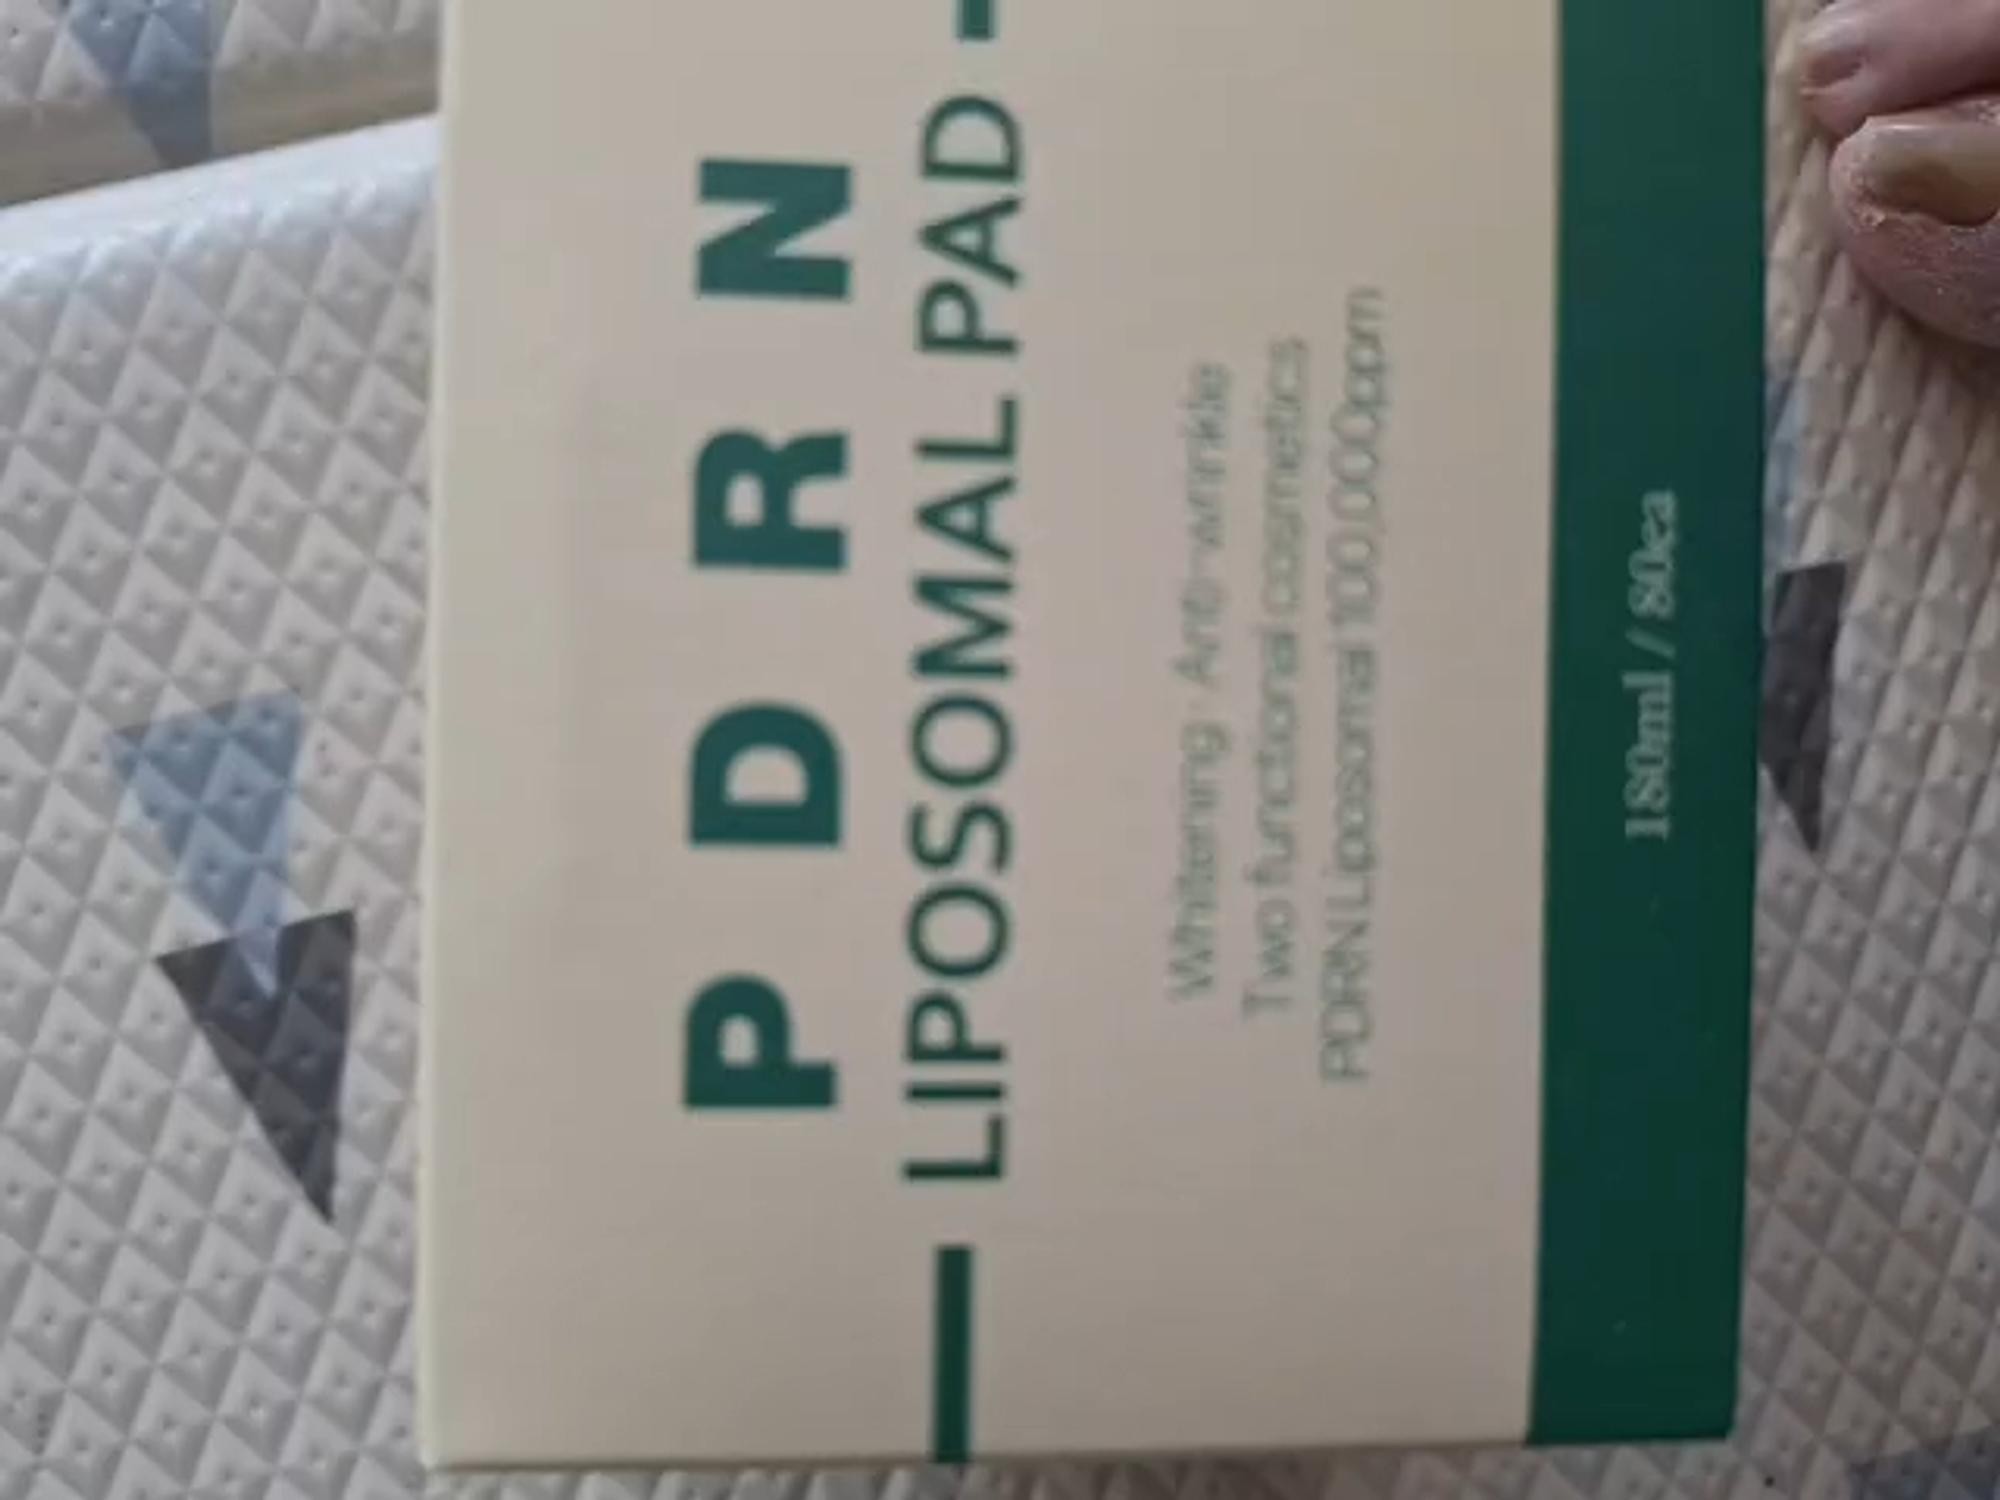 PDRN
LIPOSOMAL PAD
Whitening · Anti-wrinkle
Two functional cosmetics
PDRN Liposomal 100,000ppm
180ml / 80ea